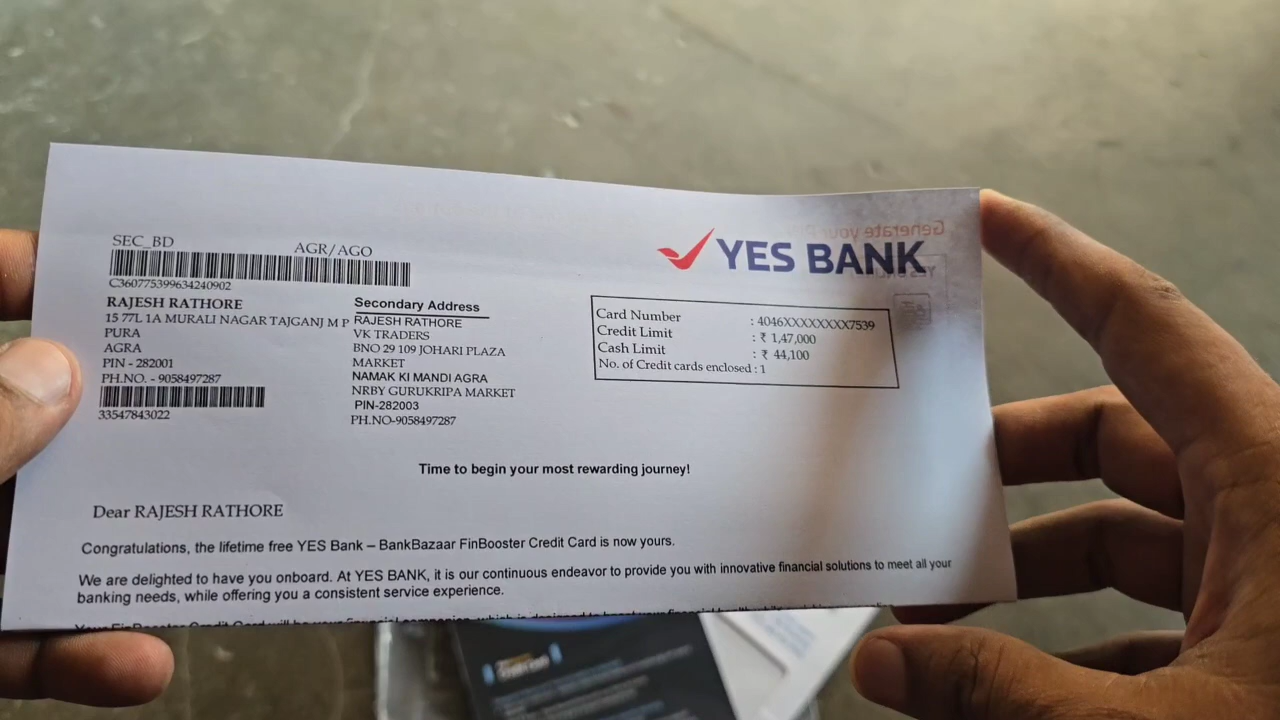 SEC_BD AGR/AGO
C360775399634240902
RAJESH RATHORE
15 77L 1A MURALI NAGAR TAJGANJ M P
PURA
AGRA
PIN - 282001
PH.NO. - 9058497287
33547843022
Secondary Address
RAJESH RATHORE
VK TRADERS
BNO 29 109 JOHARI PLAZA
MARKET
NAMAK KI MANDI AGRA
NRBY GURUKRIPA MARKET
PIN-282003
PH.NO-9058497287
YES BANK
Card Number : 4046XXXXXXXX7539
Credit Limit : ₹ 1,47,000
Cash Limit : ₹ 44,100
No. of Credit cards enclosed : 1
Time to begin your most rewarding journey!
Dear RAJESH RATHORE
Congratulations, the lifetime free YES Bank – BankBazaar FinBooster Credit Card is now yours.
We are delighted to have you onboard. At YES BANK, it is our continuous endeavor to provide you with innovative financial solutions to meet all your
banking needs, while offering you a consistent service experience.